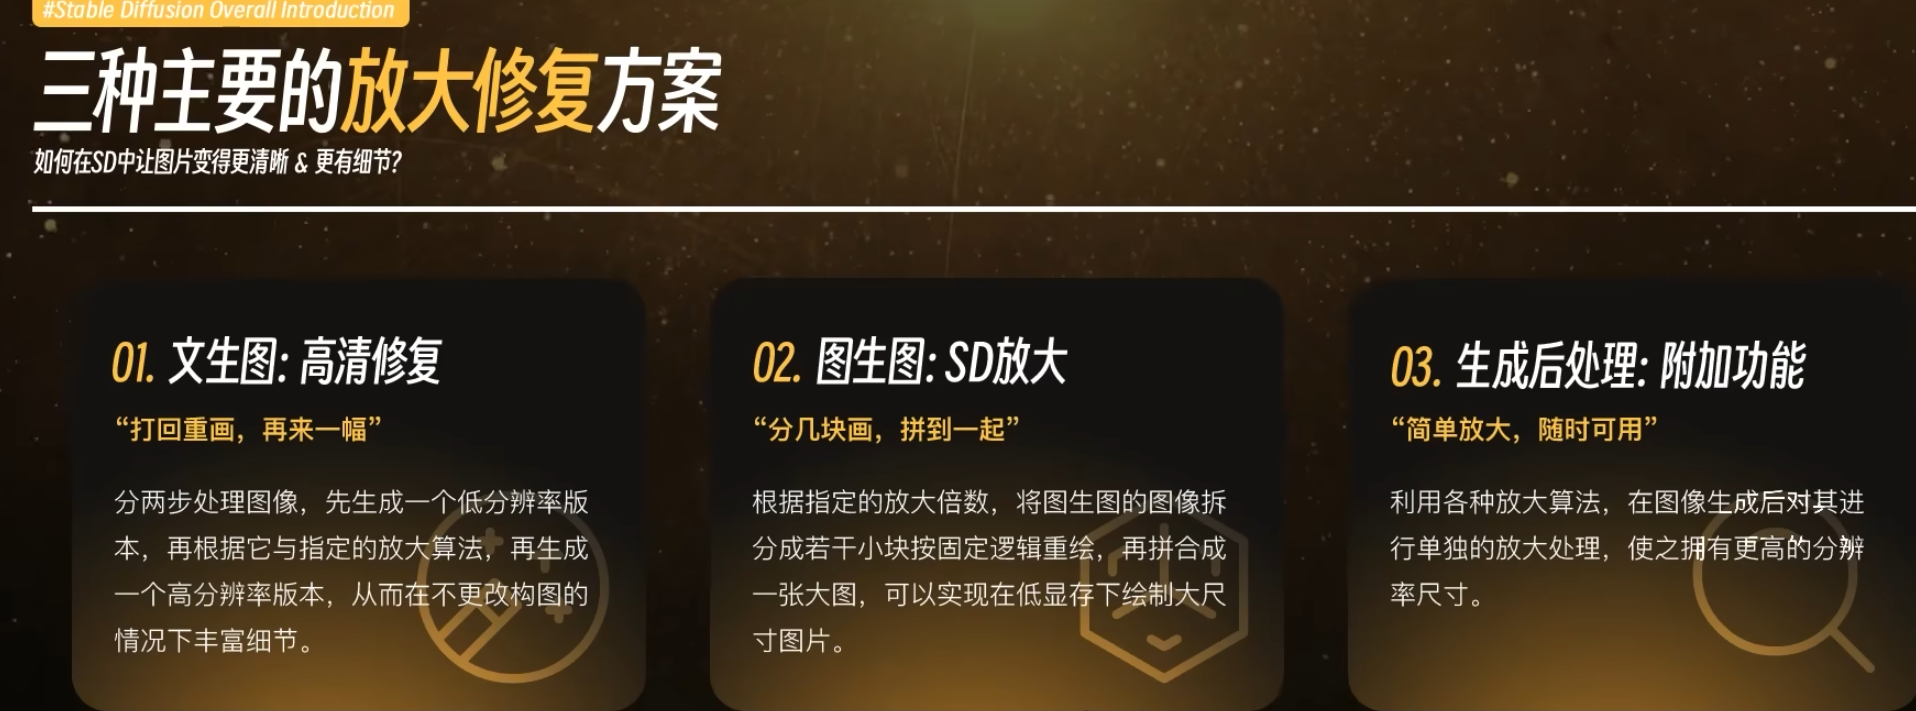 #Stable Diffusion Overall Introduction
三种主要的放大修复方案
如何在SD中让图片变得更清晰 & 更有细节?
01. 文生图: 高清修复
“打回重画，再来一幅”
分两步处理图像，先生成一个低分辨率版
本，再根据它与指定的放大算法，再生成
一个高分辨率版本，从而在不更改构图的
情况下丰富细节。
02. 图生图: SD放大
“分几块画，拼到一起”
根据指定的放大倍数，将图生图的图像拆
分成若干小块按固定逻辑重绘，再拼合成
一张大图，可以实现在低显存下绘制大尺
寸图片。
03. 生成后处理: 附加功能
“简单放大，随时可用”
利用各种放大算法，在图像生成后对其进
行单独的放大处理，使之拥有更高的分辨
率尺寸。